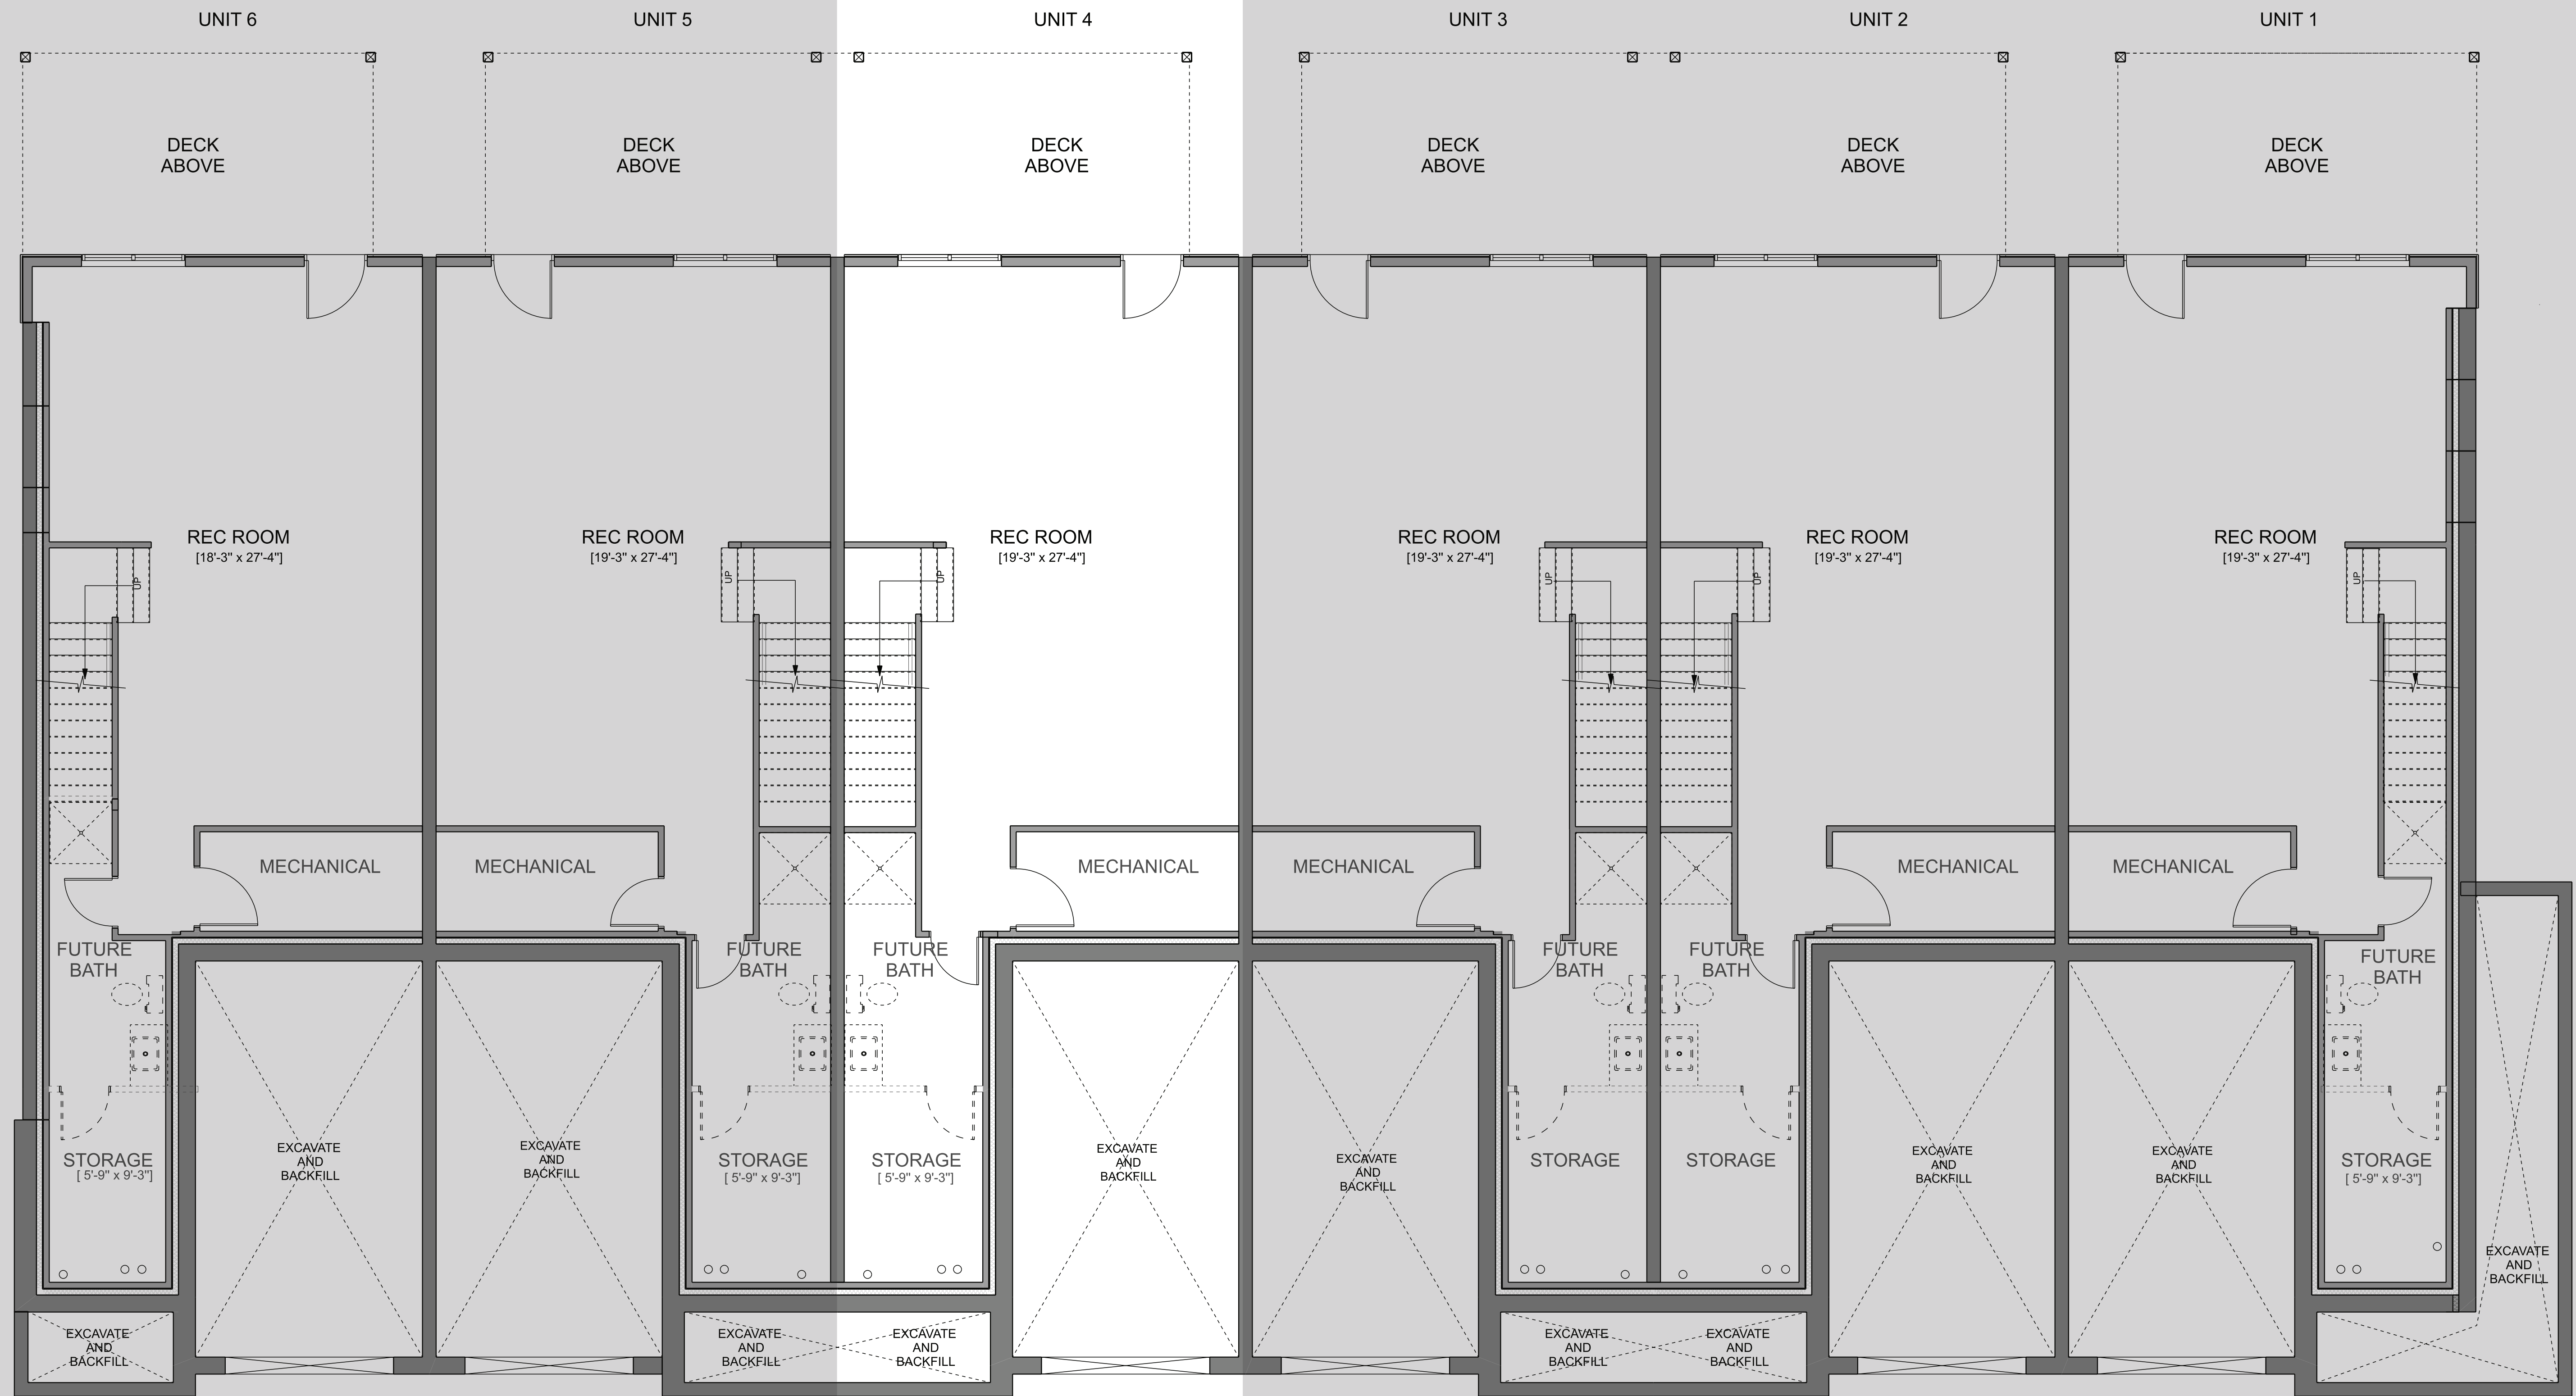 UNIT 6
UNIT 5
UNIT 4
UNIT 3
UNIT 2
UNIT 1
DECK
ABOVE
DECK
ABOVE
DECK
ABOVE
DECK
ABOVE
DECK
ABOVE
DECK
ABOVE
REC ROOM
[18'-3" x 27'-4"]
REC ROOM
[19'-3" x 27'-4"]
REC ROOM
[19'-3" x 27'-4"]
REC ROOM
[19'-3" x 27'-4"]
REC ROOM
[19'-3" x 27'-4"]
REC ROOM
[19'-3" x 27'-4"]
UP
UP
UP
UP
UP
UP
MECHANICAL
MECHANICAL
MECHANICAL
MECHANICAL
MECHANICAL
MECHANICAL
FUTURE
BATH
FUTURE
BATH
FUTURE
BATH
FUTURE
BATH
FUTURE
BATH
FUTURE
BATH
STORAGE
[ 5'-9" x 9'-3"]
EXCAVATE
AND
BACKFILL
EXCAVATE
AND
BACKFILL
STORAGE
[ 5'-9" x 9'-3"]
STORAGE
[ 5'-9" x 9'-3"]
EXCAVATE
AND
BACKFILL
EXCAVATE
AND
BACKFILL
STORAGE
STORAGE
EXCAVATE
AND
BACKFILL
EXCAVATE
AND
BACKFILL
STORAGE
[ 5'-9" x 9'-3"]
EXCAVATE
AND
BACKFILL
EXCAVATE
AND
BACKFILL
EXCAVATE
AND
BACKFILL
EXCAVATE
AND
BACKFILL
EXCAVATE
AND
BACKFILL
EXCAVATE
AND
BACKFILL